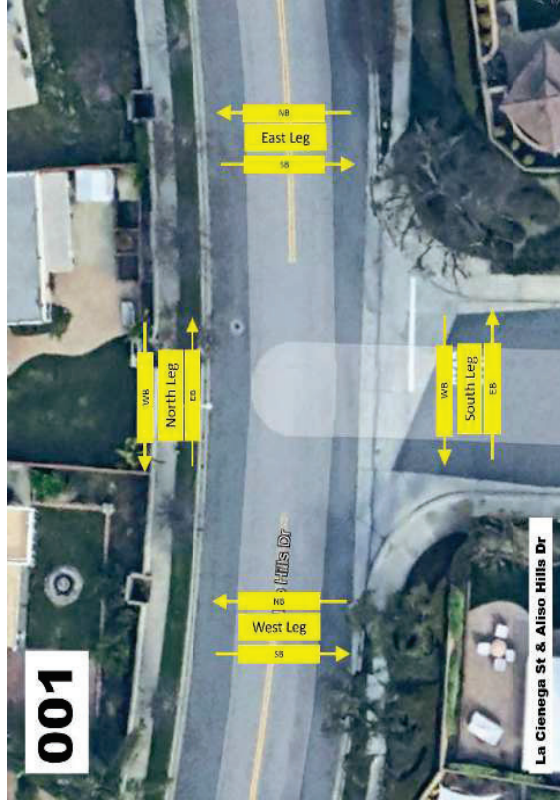 001
NB
East Leg
SB
WB
North Leg
EB
WB
South Leg
EB
Hills Dr
NB
West Leg
SB
La Cienega St & Aliso Hills Dr